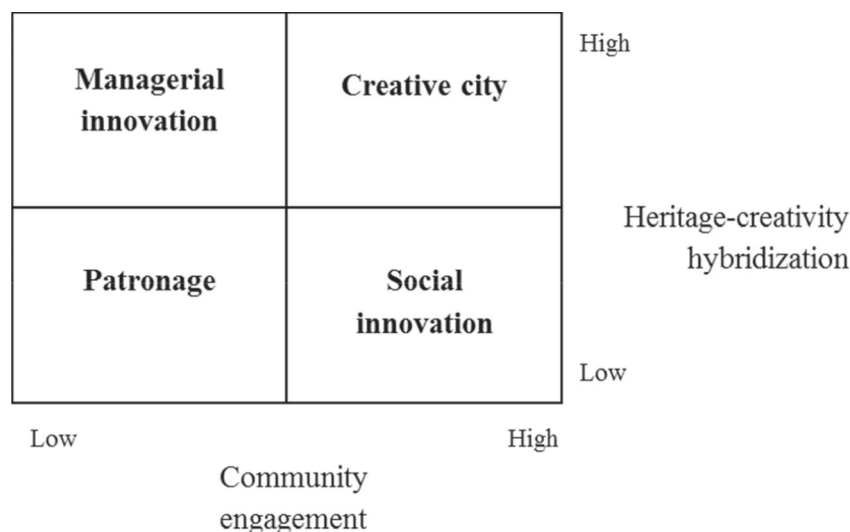 High
Managerial
innovation
Creative city
Heritage-creativity
hybridization
Patronage
Social
innovation
Low
Low
High
Community
engagement